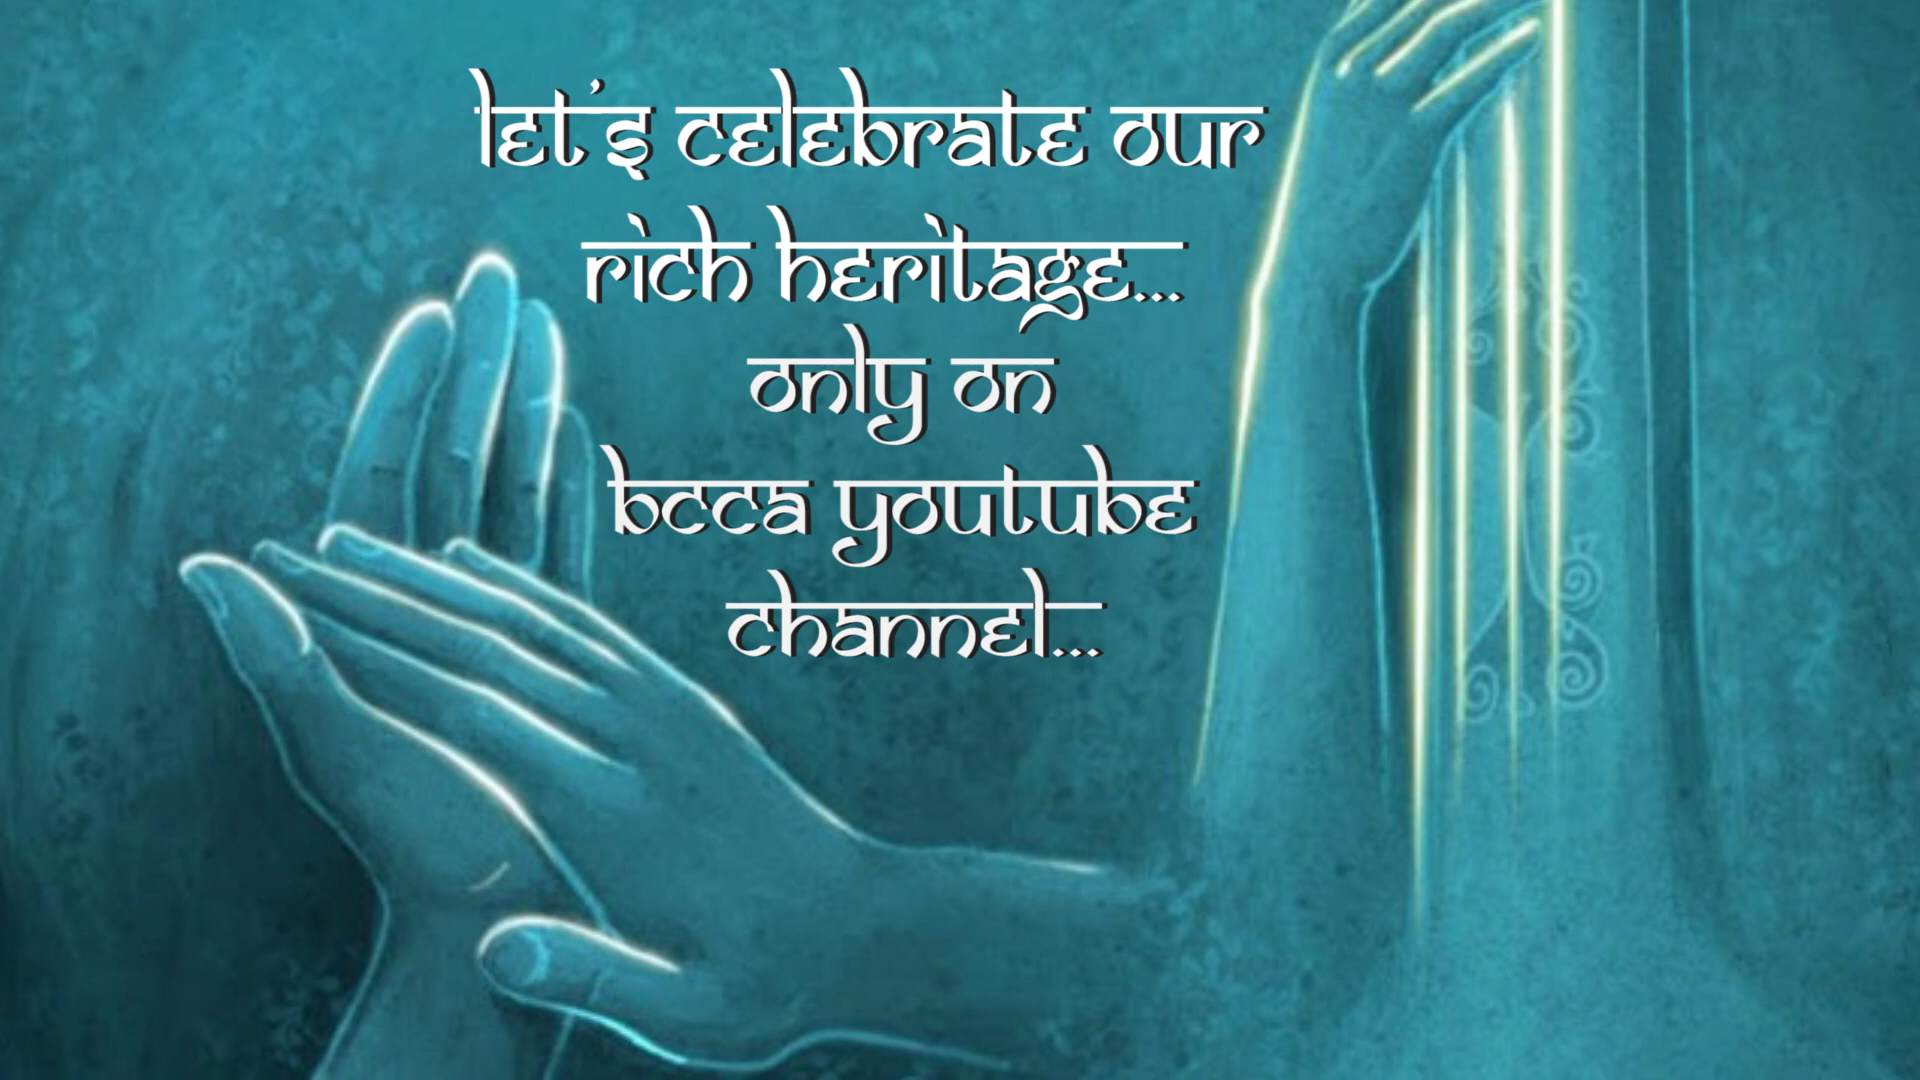 let's celebrate our
rich heritage...
only on
bcca youtube
channel...